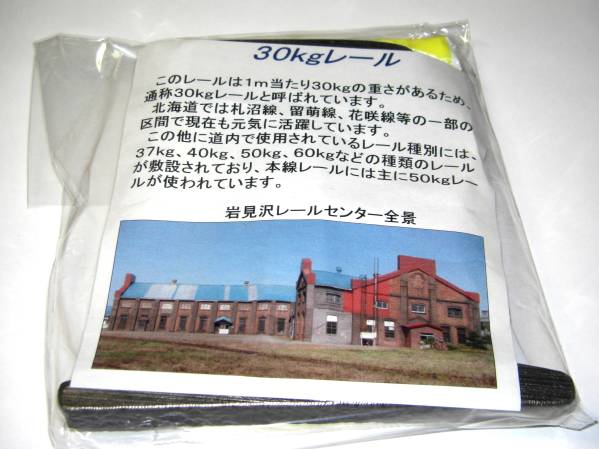 30kgレール
このレールは1m当たり30kgの重さがあるため、
通称30kgレールと呼ばれています。
北海道では札沼線、留萌線、花咲線等の一部の
区間で現在も元気に活躍しています。
この他に道内で使用されているレール種別には、
37kg、40kg、50kg、60kgなどの種類のレール
が敷設されており、本線レールには主に50kgレー
ルが使われています。
岩見沢レールセンター全景